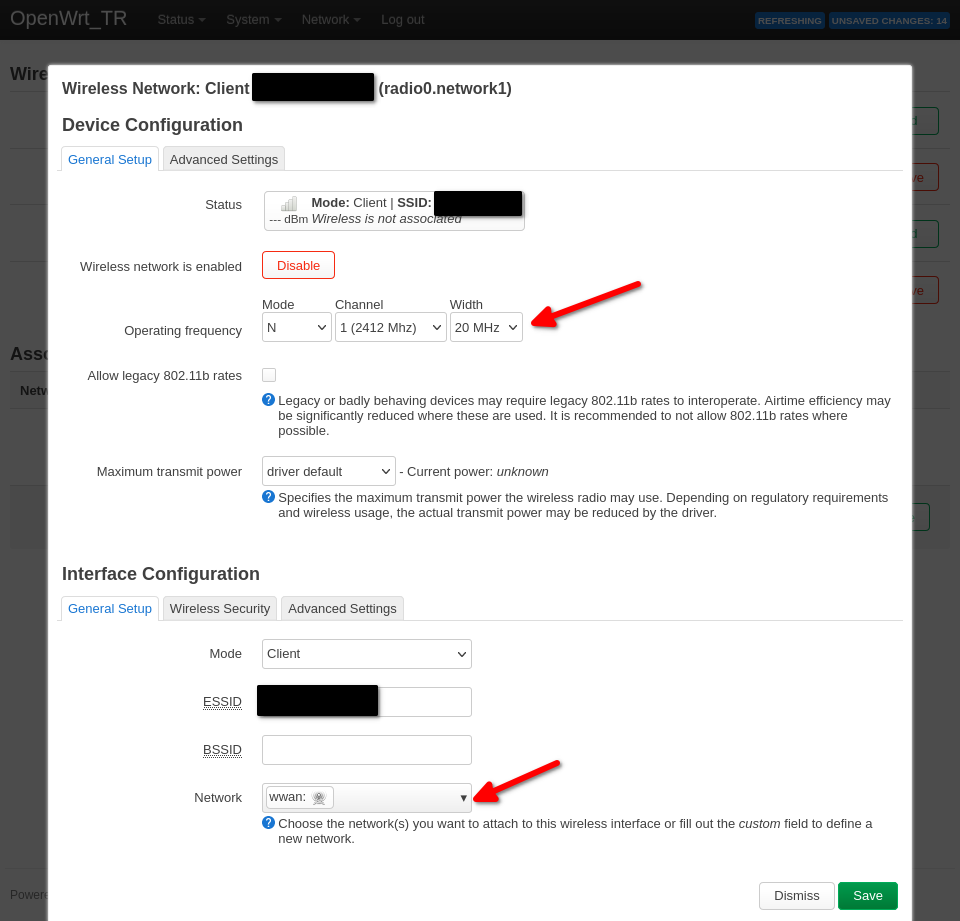 OpenWrt_TR Status System Network Log out REFRESHING UNSAVED CHANGES: 14
Wire
Wireless Network: Client (radio0.network1)
Device Configuration
General Setup Advanced Settings
Status
Mode: Client | SSID:
--- dBm Wireless is not associated
Wireless network is enabled Disable
Mode Channel Width
Operating frequency N 1 (2412 Mhz) 20 MHz
Allow legacy 802.11b rates
Legacy or badly behaving devices may require legacy 802.11b rates to interoperate. Airtime efficiency may
be significantly reduced where these are used. It is recommended to not allow 802.11b rates where
possible.
Maximum transmit power driver default - Current power: unknown
Specifies the maximum transmit power the wireless radio may use. Depending on regulatory requirements
and wireless usage, the actual transmit power may be reduced by the driver.
Interface Configuration
General Setup Wireless Security Advanced Settings
Mode Client
ESSID
BSSID
Network wwan:
Choose the network(s) you want to attach to this wireless interface or fill out the custom field to define a
new network.
Dismiss Save